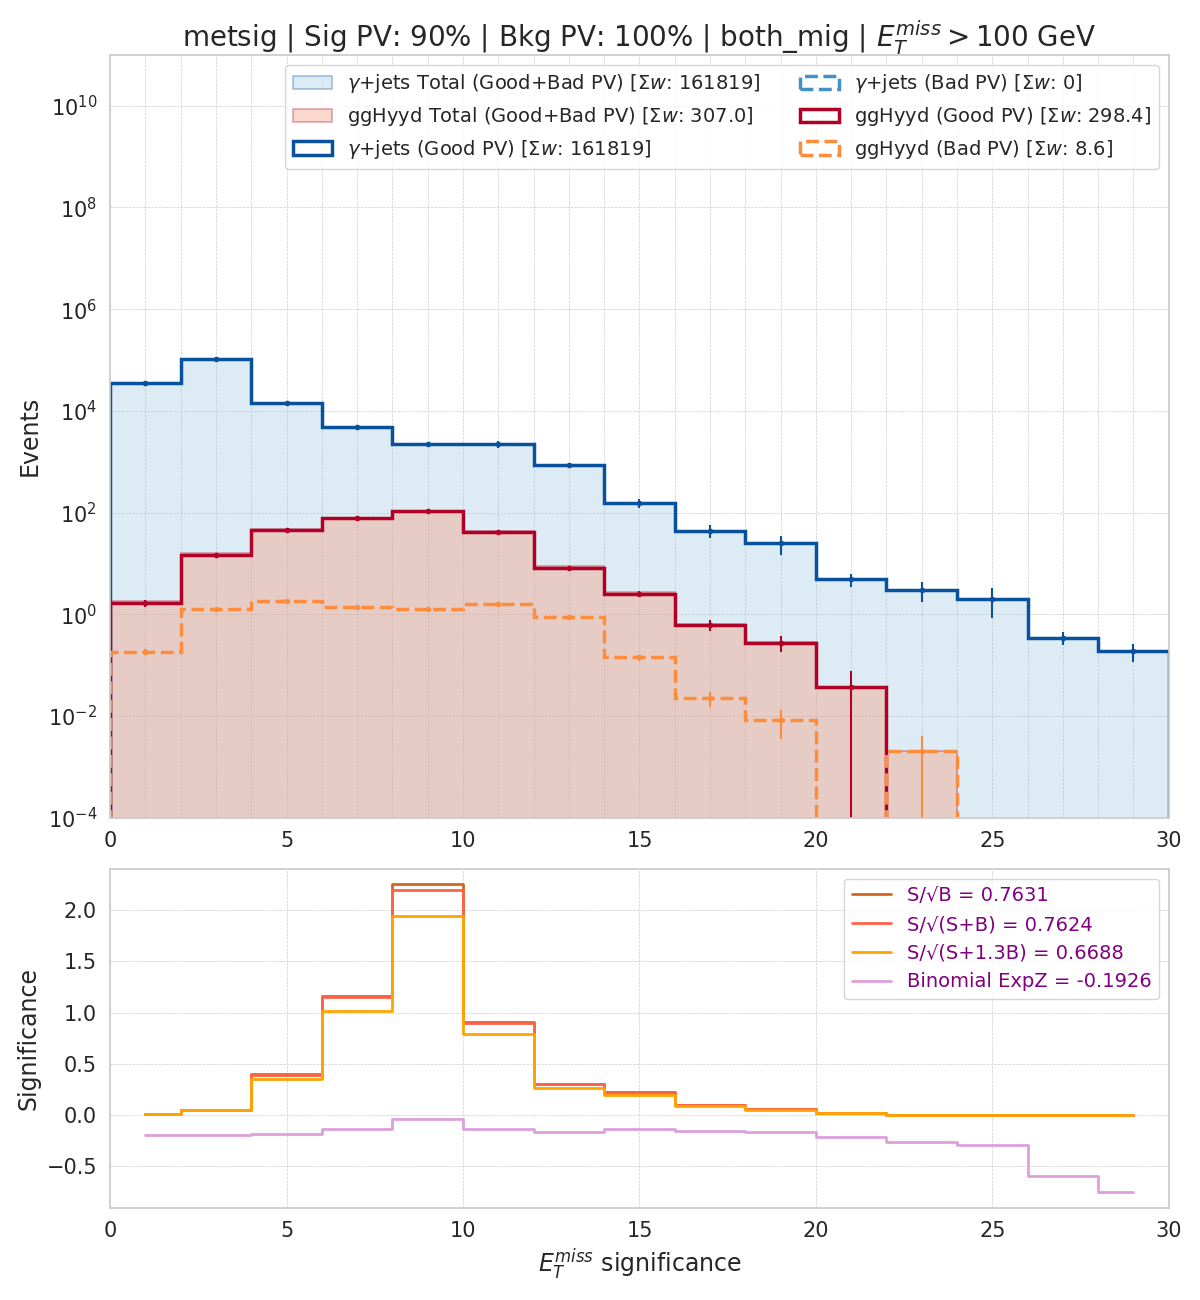 metsig | Sig PV: 90% | Bkg PV: 100% | both_mig | $E_T^{miss} > 100$ GeV
γ+jets Total (Good+Bad PV) [Σw: 161819]
ggHyyd Total (Good+Bad PV) [Σw: 307.0]
γ+jets (Good PV) [Σw: 161819]
γ+jets (Bad PV) [Σw: 0]
ggHyyd (Good PV) [Σw: 298.4]
ggHyyd (Bad PV) [Σw: 8.6]
Events
10^{10}
10^8
10^6
10^4
10^2
10^0
10^{-2}
10^{-4}
0 5 10 15 20 25 30
S/√B = 0.7631
S/√(S+B) = 0.7624
S/√(S+1.3B) = 0.6688
Binomial ExpZ = -0.1926
Significance
2.0
1.5
1.0
0.5
0.0
−0.5
0 5 10 15 20 25 30
$E_T^{miss}$ significance